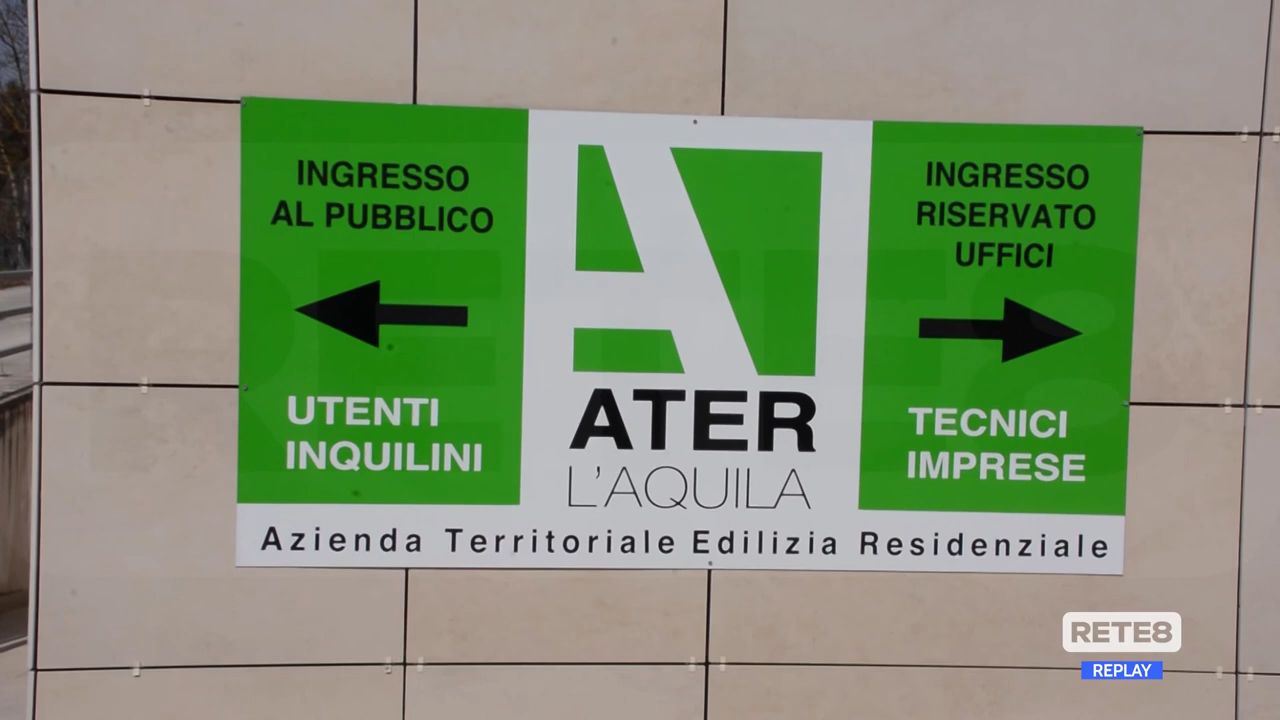 INGRESSO
AL PUBBLICO
UTENTI
INQUILINI
ATER
L'AQUILA
INGRESSO
RISERVATO
UFFICI
TECNICI
IMPRESE
Azienda Territoriale Edilizia Residenziale
RETE8
REPLAY